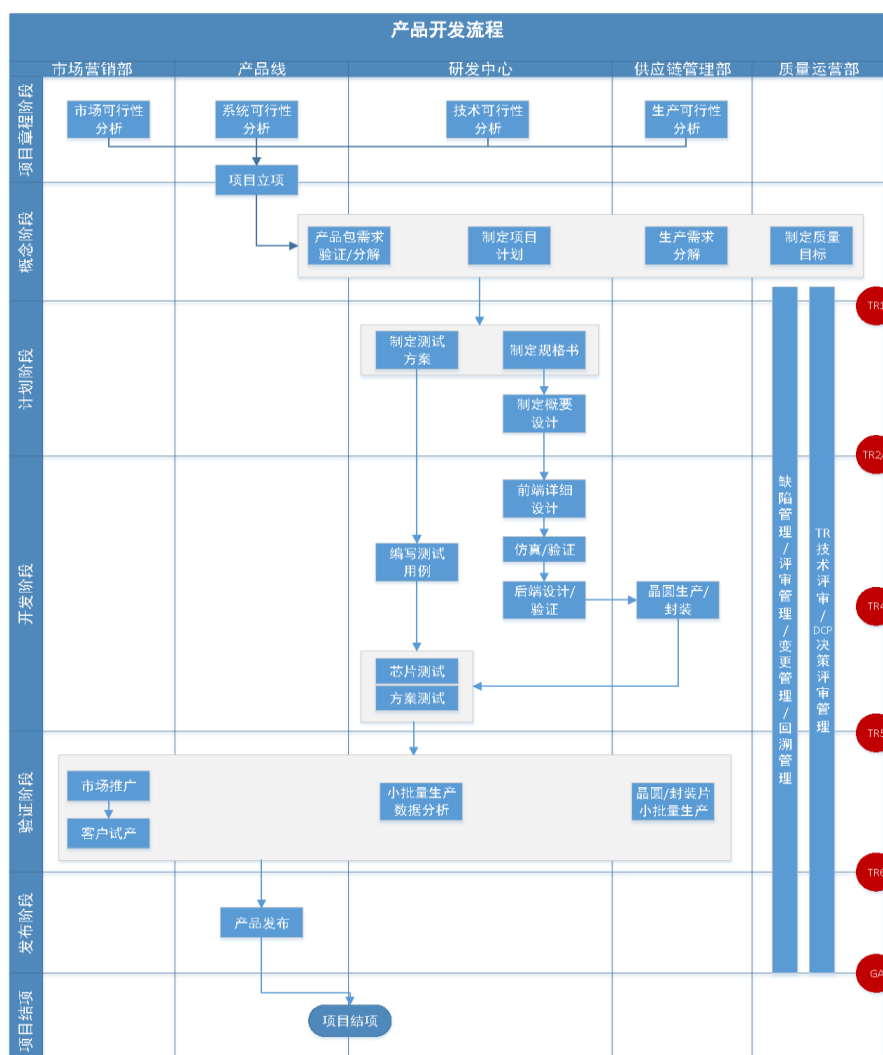 产品开发流程
市场营销部
产品线
研发中心
供应链管理部
质量运营部
项目章程阶段
市场可行性
分析
系统可行性
分析
技术可行性
分析
生产可行性
分析
项目立项
概念阶段
产品包需求
验证/分解
制定项目
计划
生产需求
分解
制定质量
目标
TR1
计划阶段
制定测试
方案
制定规格书
制定概要
设计
TR2/
开发阶段
前端详细
设计
仿真/验证
编写测试
用例
后端设计/
验证
晶圆生产/
封装
芯片测试
方案测试
缺陷管理/评审管理/变更管理/回溯管理
TR技术评审/DCP决策评审管理
TR4
TR5
验证阶段
市场推广
客户试产
小批量生产
数据分析
晶圆/封装片
小批量生产
TR6
发布阶段
产品发布
GA
项目结项
项目结项